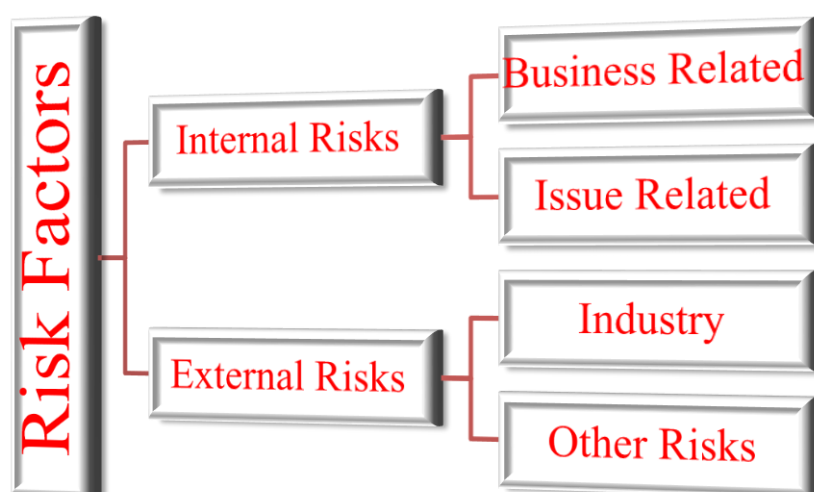 Risk Factors
Internal Risks
Business Related
Issue Related
External Risks
Industry
Other Risks